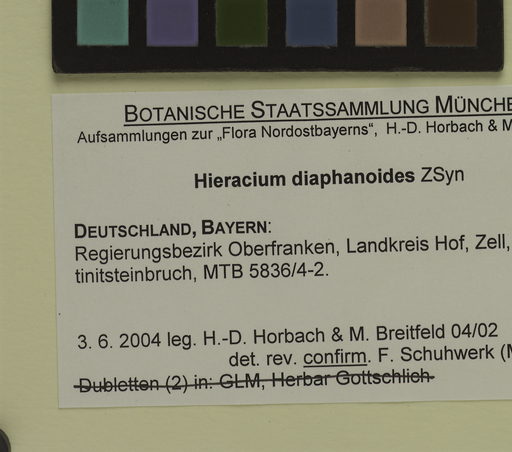 BOTANISCHE STAATSSAMMLUNG MÜNCHE
Aufsammlungen zur „Flora Nordostbayerns“, H.-D. Horbach & M
Hieracium diaphanoides ZSyn
DEUTSCHLAND, BAYERN:
Regierungsbezirk Oberfranken, Landkreis Hof, Zell,
tinitsteinbruch, MTB 5836/4-2.
3. 6. 2004 leg. H.-D. Horbach & M. Breitfeld 04/02
det. rev. confirm. F. Schuhwerk (M
Dubletten (2) in: GLM, Herbar Gottschlich